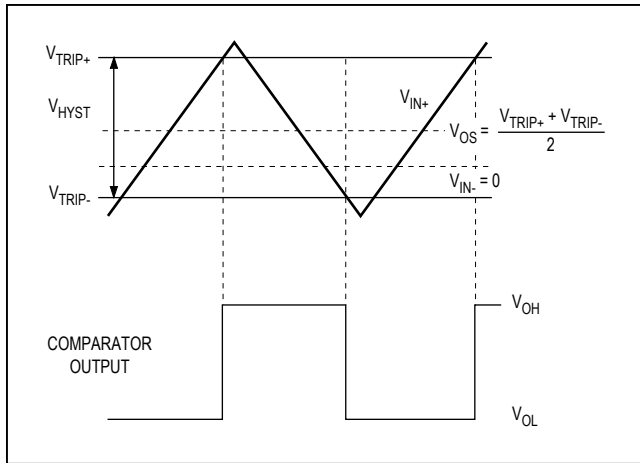 VTRIP+
VHYST
VIN+
VOS = VTRIP+ + VTRIP-
2
VIN- = 0
VTRIP-
VOH
COMPARATOR
OUTPUT
VOL